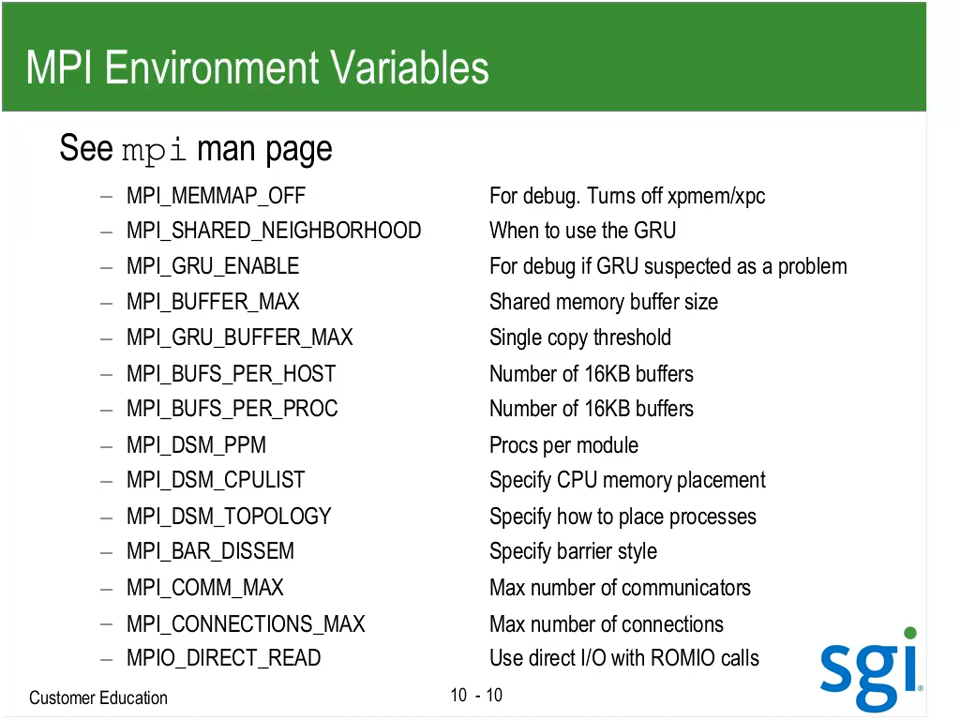 MPI Environment Variables
See mpi man page
– MPI_MEMMAP_OFF For debug. Turns off xpmem/xpc
– MPI_SHARED_NEIGHBORHOOD When to use the GRU
– MPI_GRU_ENABLE For debug if GRU suspected as a problem
– MPI_BUFFER_MAX Shared memory buffer size
– MPI_GRU_BUFFER_MAX Single copy threshold
– MPI_BUFS_PER_HOST Number of 16KB buffers
– MPI_BUFS_PER_PROC Number of 16KB buffers
– MPI_DSM_PPM Procs per module
– MPI_DSM_CPULIST Specify CPU memory placement
– MPI_DSM_TOPOLOGY Specify how to place processes
– MPI_BAR_DISSEM Specify barrier style
– MPI_COMM_MAX Max number of communicators
– MPI_CONNECTIONS_MAX Max number of connections
– MPIO_DIRECT_READ Use direct I/O with ROMIO calls
sgi®
Customer Education 10 - 10